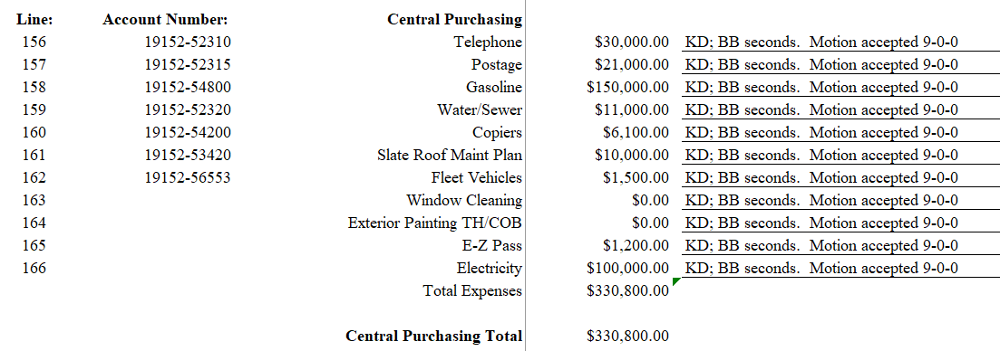 Line: Account Number: Central Purchasing
156 19152-52310 Telephone $30,000.00 KD; BB seconds. Motion accepted 9-0-0
157 19152-52315 Postage $21,000.00 KD; BB seconds. Motion accepted 9-0-0
158 19152-54800 Gasoline $150,000.00 KD; BB seconds. Motion accepted 9-0-0
159 19152-52320 Water/Sewer $11,000.00 KD; BB seconds. Motion accepted 9-0-0
160 19152-54200 Copiers $6,100.00 KD; BB seconds. Motion accepted 9-0-0
161 19152-53420 Slate Roof Maint Plan $10,000.00 KD; BB seconds. Motion accepted 9-0-0
162 19152-56553 Fleet Vehicles $1,500.00 KD; BB seconds. Motion accepted 9-0-0
163 Window Cleaning $0.00 KD; BB seconds. Motion accepted 9-0-0
164 Exterior Painting TH/COB $0.00 KD; BB seconds. Motion accepted 9-0-0
165 E-Z Pass $1,200.00 KD; BB seconds. Motion accepted 9-0-0
166 Electricity $100,000.00 KD; BB seconds. Motion accepted 9-0-0
Total Expenses $330,800.00
Central Purchasing Total $330,800.00